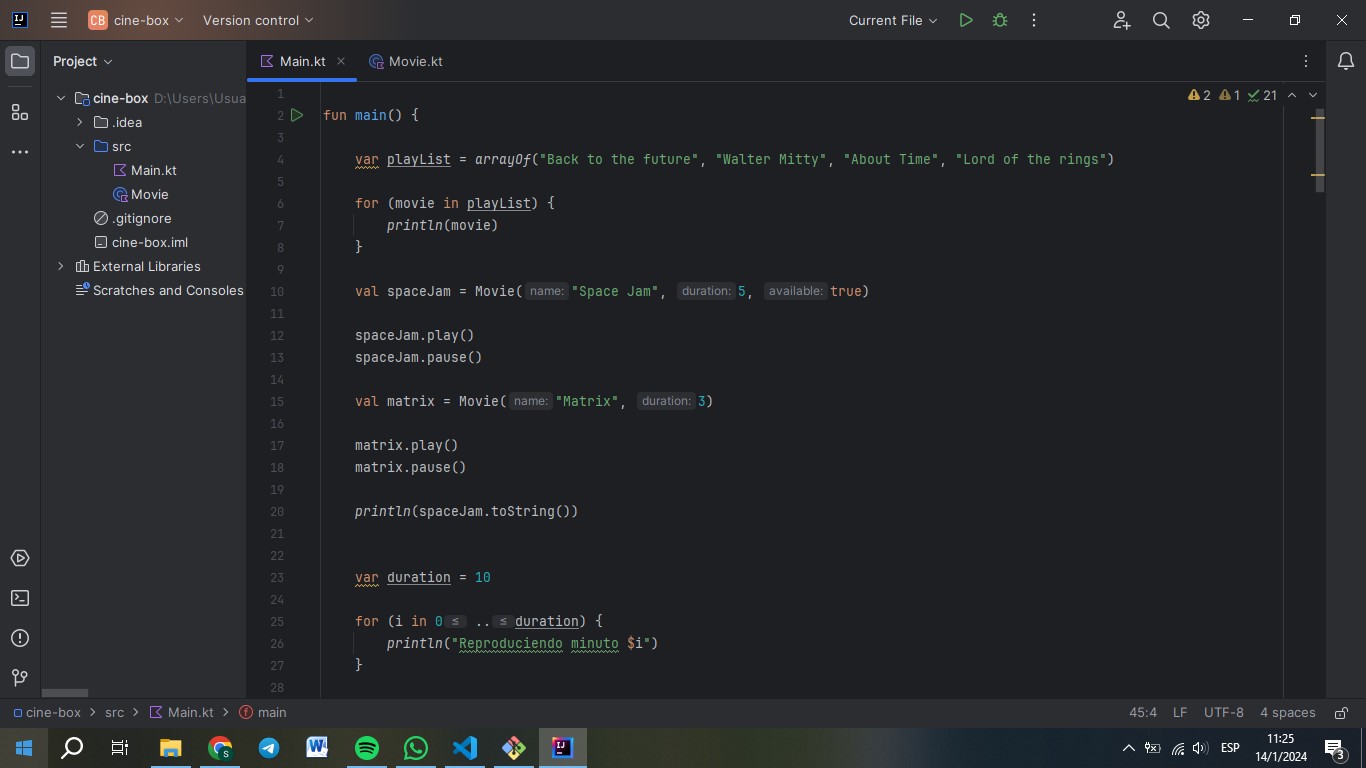 CB cine-box Version control Current File
Project Main.kt Movie.kt
cine-box D:\Users\Usua
.idea
src
Main.kt
Movie
.gitignore
cine-box.iml
External Libraries
Scratches and Consoles
2 1 21
1
2 fun main() {
3
4 var playList = arrayOf("Back to the future", "Walter Mitty", "About Time", "Lord of the rings")
5
6 for (movie in playList) {
7 println(movie)
8 }
9
10 val spaceJam = Movie( name: "Space Jam", duration: 5, available: true)
11
12 spaceJam.play()
13 spaceJam.pause()
14
15 val matrix = Movie( name: "Matrix", duration: 3)
16
17 matrix.play()
18 matrix.pause()
19
20 println(spaceJam.toString())
21
22
23 var duration = 10
24
25 for (i in 0 ≤ .. ≤ duration) {
26 println("Reproduciendo minuto $i")
27 }
28
cine-box > src > Main.kt > main 45:4 LF UTF-8 4 spaces
ESP 11:25
14/1/2024 3